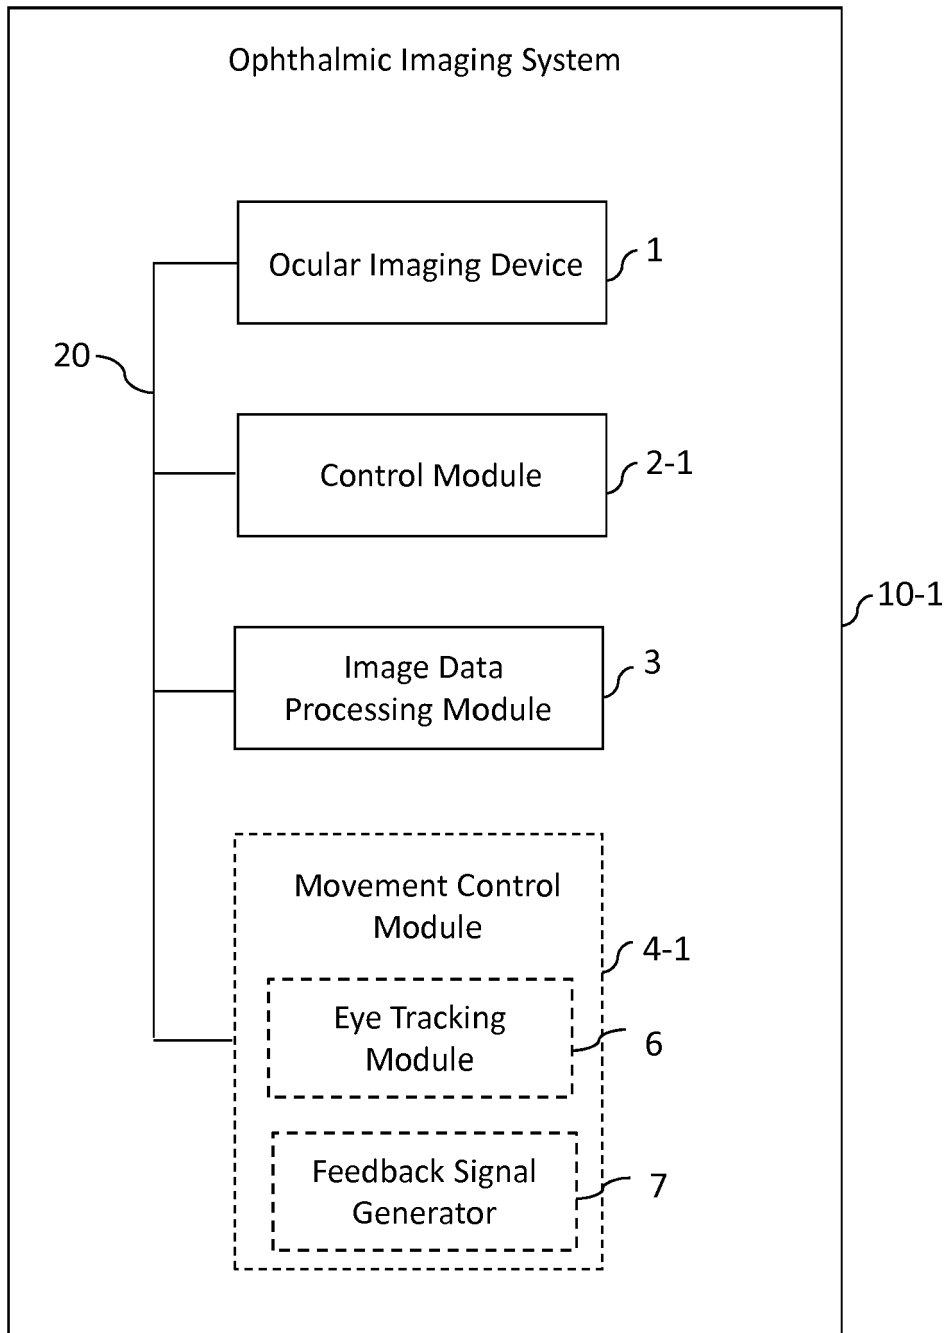 Ophthalmic Imaging System
Ocular Imaging Device
1
20
Control Module
2-1
10-1
Image Data
Processing Module
3
Movement Control
Module
4-1
Eye Tracking
Module
6
Feedback Signal
Generator
7